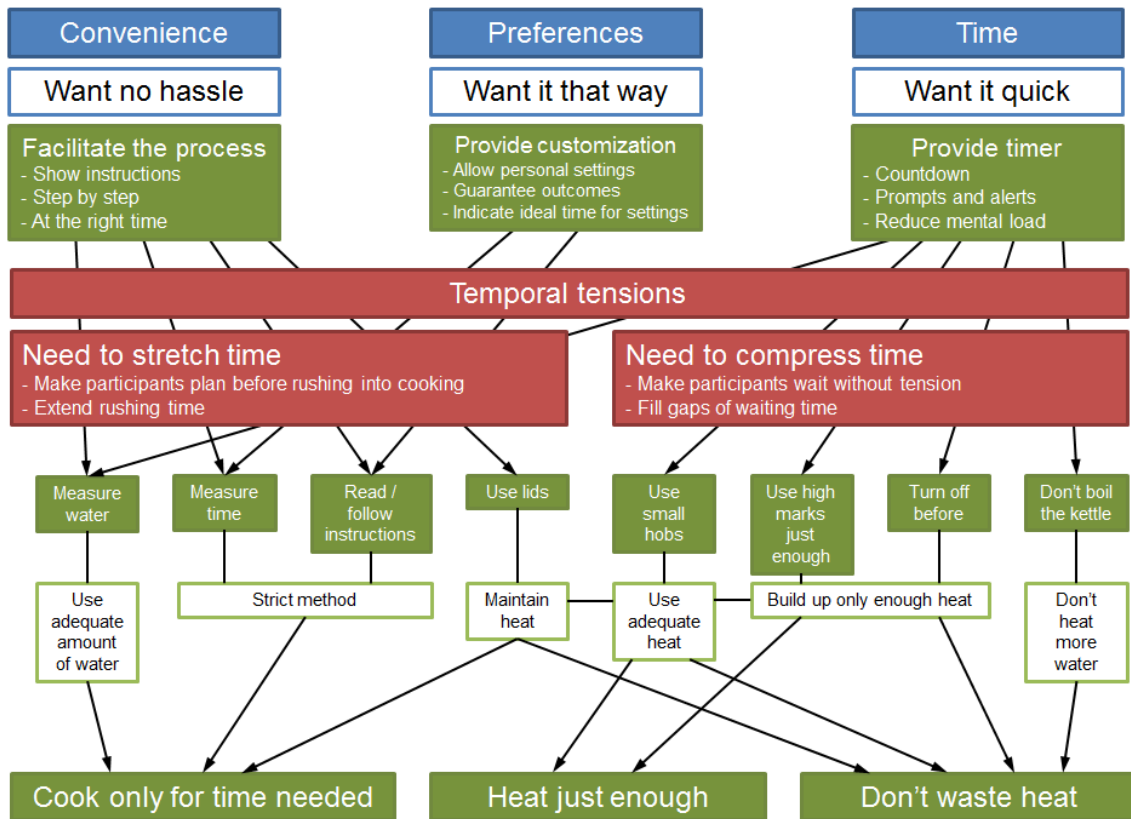 Convenience
Preferences
Time
Want no hassle
Want it that way
Want it quick
Facilitate the process
- Show instructions
- Step by step
- At the right time
Provide customization
- Allow personal settings
- Guarantee outcomes
- Indicate ideal time for settings
Provide timer
- Countdown
- Prompts and alerts
- Reduce mental load
Temporal tensions
Need to stretch time
- Make participants plan before rushing into cooking
- Extend rushing time
Need to compress time
- Make participants wait without tension
- Fill gaps of waiting time
Measure
water
Measure
time
Read /
follow
instructions
Use lids
Use
small
hobs
Use high
marks
just
enough
Turn off
before
Don't boil
the kettle
Use
adequate
amount
of water
Strict method
Maintain
heat
Use
adequate
heat
Build up only enough heat
Don't
heat
more
water
Cook only for time needed
Heat just enough
Don't waste heat